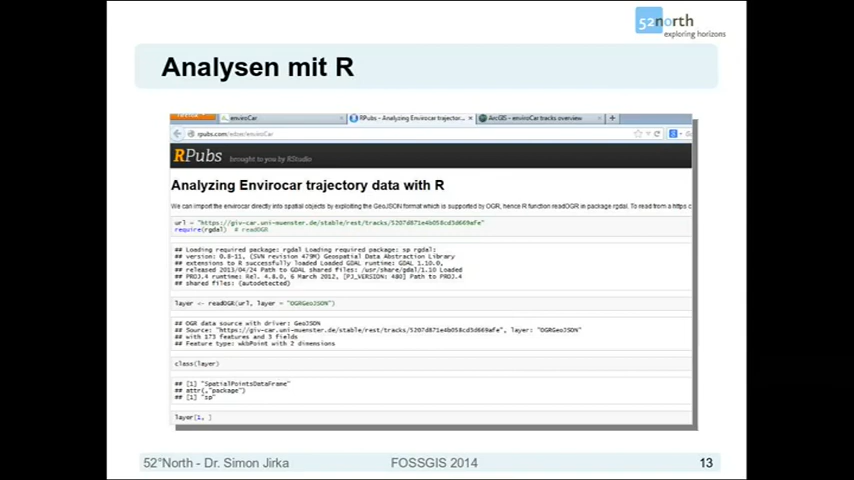 52north
exploring horizons
Analysen mit R
enviroCar
RPubs - Analyzing Envirocar trajector...
ArcGIS - enviroCar tracks overview
rpubs.com/edzer/enviroCar
RPubs brought to you by RStudio
Analyzing Envirocar trajectory data with R
We can import the envirocar directly into spatial objects by exploiting the GeoJSON format which is supported by OGR, hence R function readOGR in package rgdal. To read from a https c
url = "https://giv-car.uni-muenster.de/stable/rest/tracks/5207d871e4b058cd3d669afe"
require(rgdal) # readOGR
## Loading required package: rgdal Loading required package: sp rgdal:
## version: 0.8-11, (SVN revision 479M) Geospatial Data Abstraction Library
## extensions to R successfully loaded Loaded GDAL runtime: GDAL 1.10.0,
## released 2013/04/24 Path to GDAL shared files: /usr/share/gdal/1.10 Loaded
## PROJ.4 runtime: Rel. 4.8.0, 6 March 2012, [PJ_VERSION: 480] Path to PROJ.4
## shared files: (autodetected)
layer <- readOGR(url, layer = "OGRGeoJSON")
## OGR data source with driver: GeoJSON
## Source: "https://giv-car.uni-muenster.de/stable/rest/tracks/5207d871e4b058cd3d669afe", layer: "OGRGeoJSON"
## with 173 features and 3 fields
## Feature type: wkbPoint with 2 dimensions
class(layer)
## [1] "SpatialPointsDataFrame"
## attr(,"package")
## [1] "sp"
layer[1, ]
52°North - Dr. Simon Jirka
FOSSGIS 2014
13